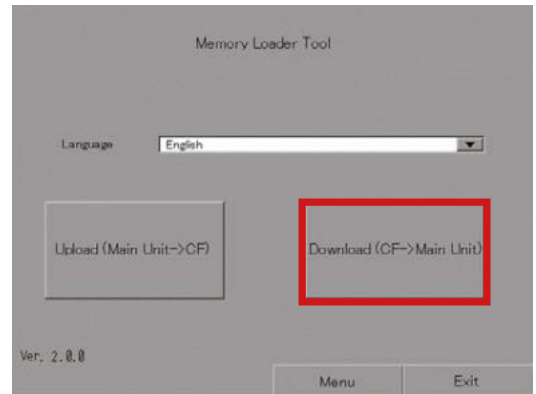 Memory Loader Tool
Language English
Upload (Main Unit->CF) Download (CF->Main Unit)
Ver. 2.0.0
Menu Exit